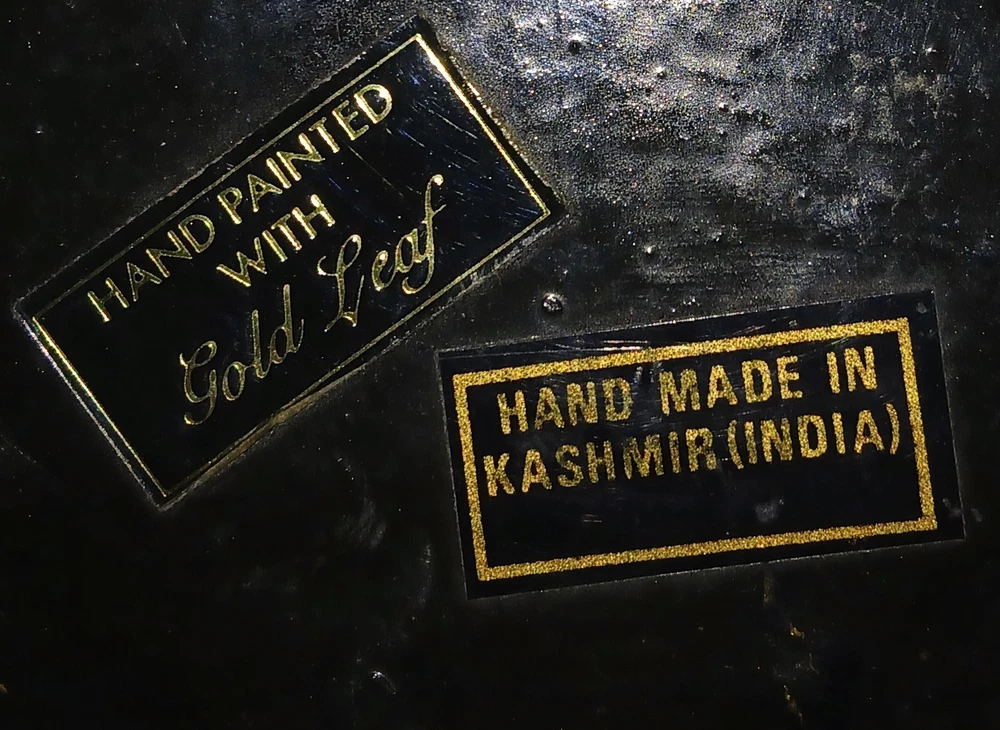 HAND PAINTED
WITH
Gold Leaf
HAND MADE IN
KASHMIR (INDIA)